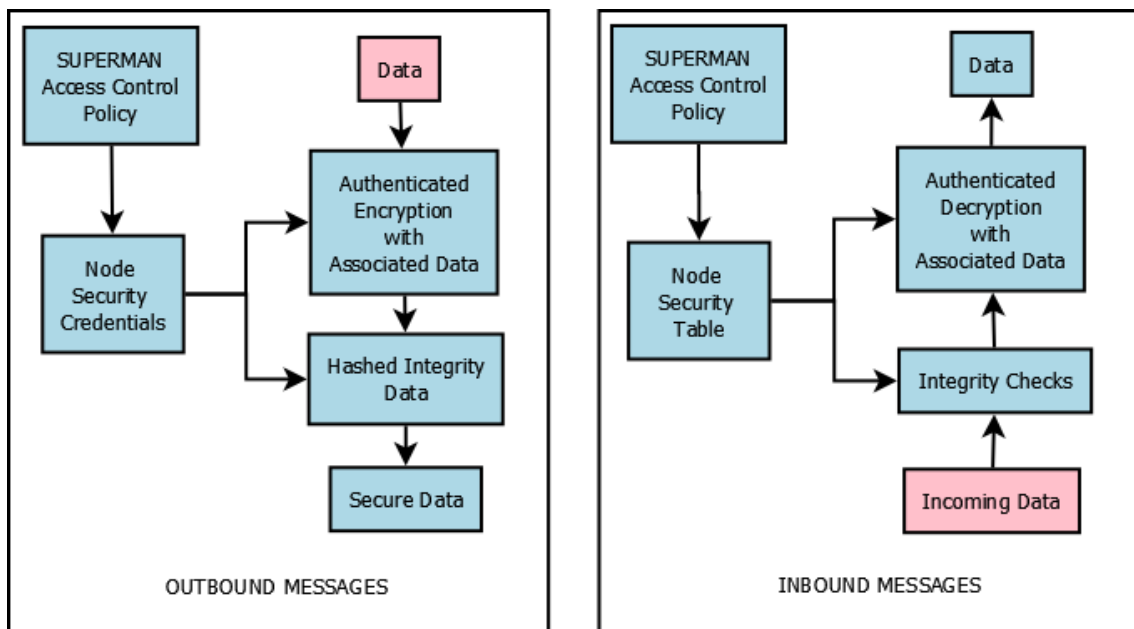 SUPERMAN
Access Control
Policy
Data
Authenticated
Encryption
with
Associated Data
Node
Security
Credentials
Hashed Integrity
Data
Secure Data
OUTBOUND MESSAGES
SUPERMAN
Access Control
Policy
Data
Authenticated
Decryption
with
Associated Data
Node
Security
Table
Integrity Checks
Incoming Data
INBOUND MESSAGES